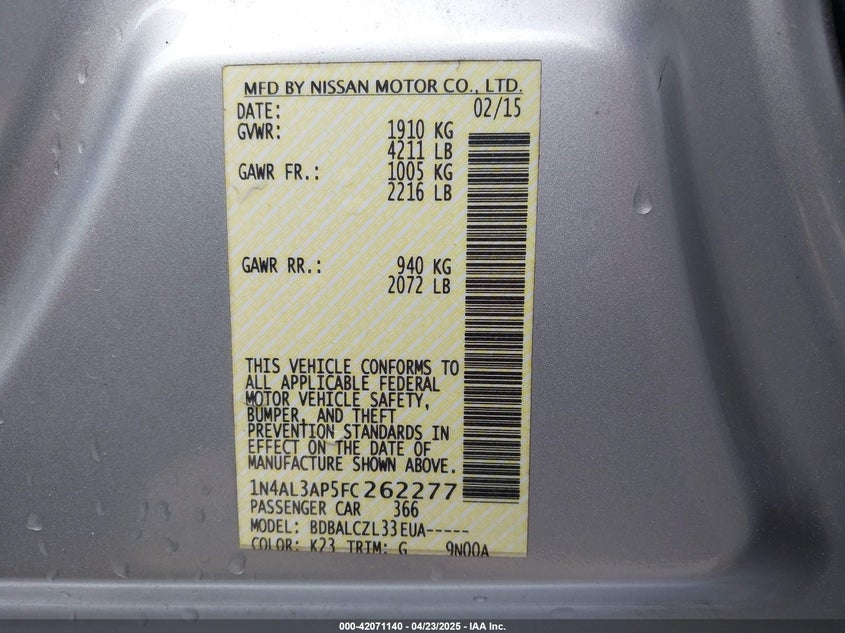 MFD BY NISSAN MOTOR CO., LTD.
DATE: 02/15
GVWR: 1910 KG
4211 LB
GAWR FR.: 1005 KG
2216 LB
GAWR RR.: 940 KG
2072 LB
THIS VEHICLE CONFORMS TO
ALL APPLICABLE FEDERAL
MOTOR VEHICLE SAFETY,
BUMPER, AND THEFT
PREVENTION STANDARDS IN
EFFECT ON THE DATE OF
MANUFACTURE SHOWN ABOVE.
1N4AL3AP5FC262277
PASSENGER CAR 366
MODEL: BDBALCZL33EUA-----
COLOR: K23 TRIM: G 9N00A
000-42071140 - 04/23/2025 - IAA Inc.